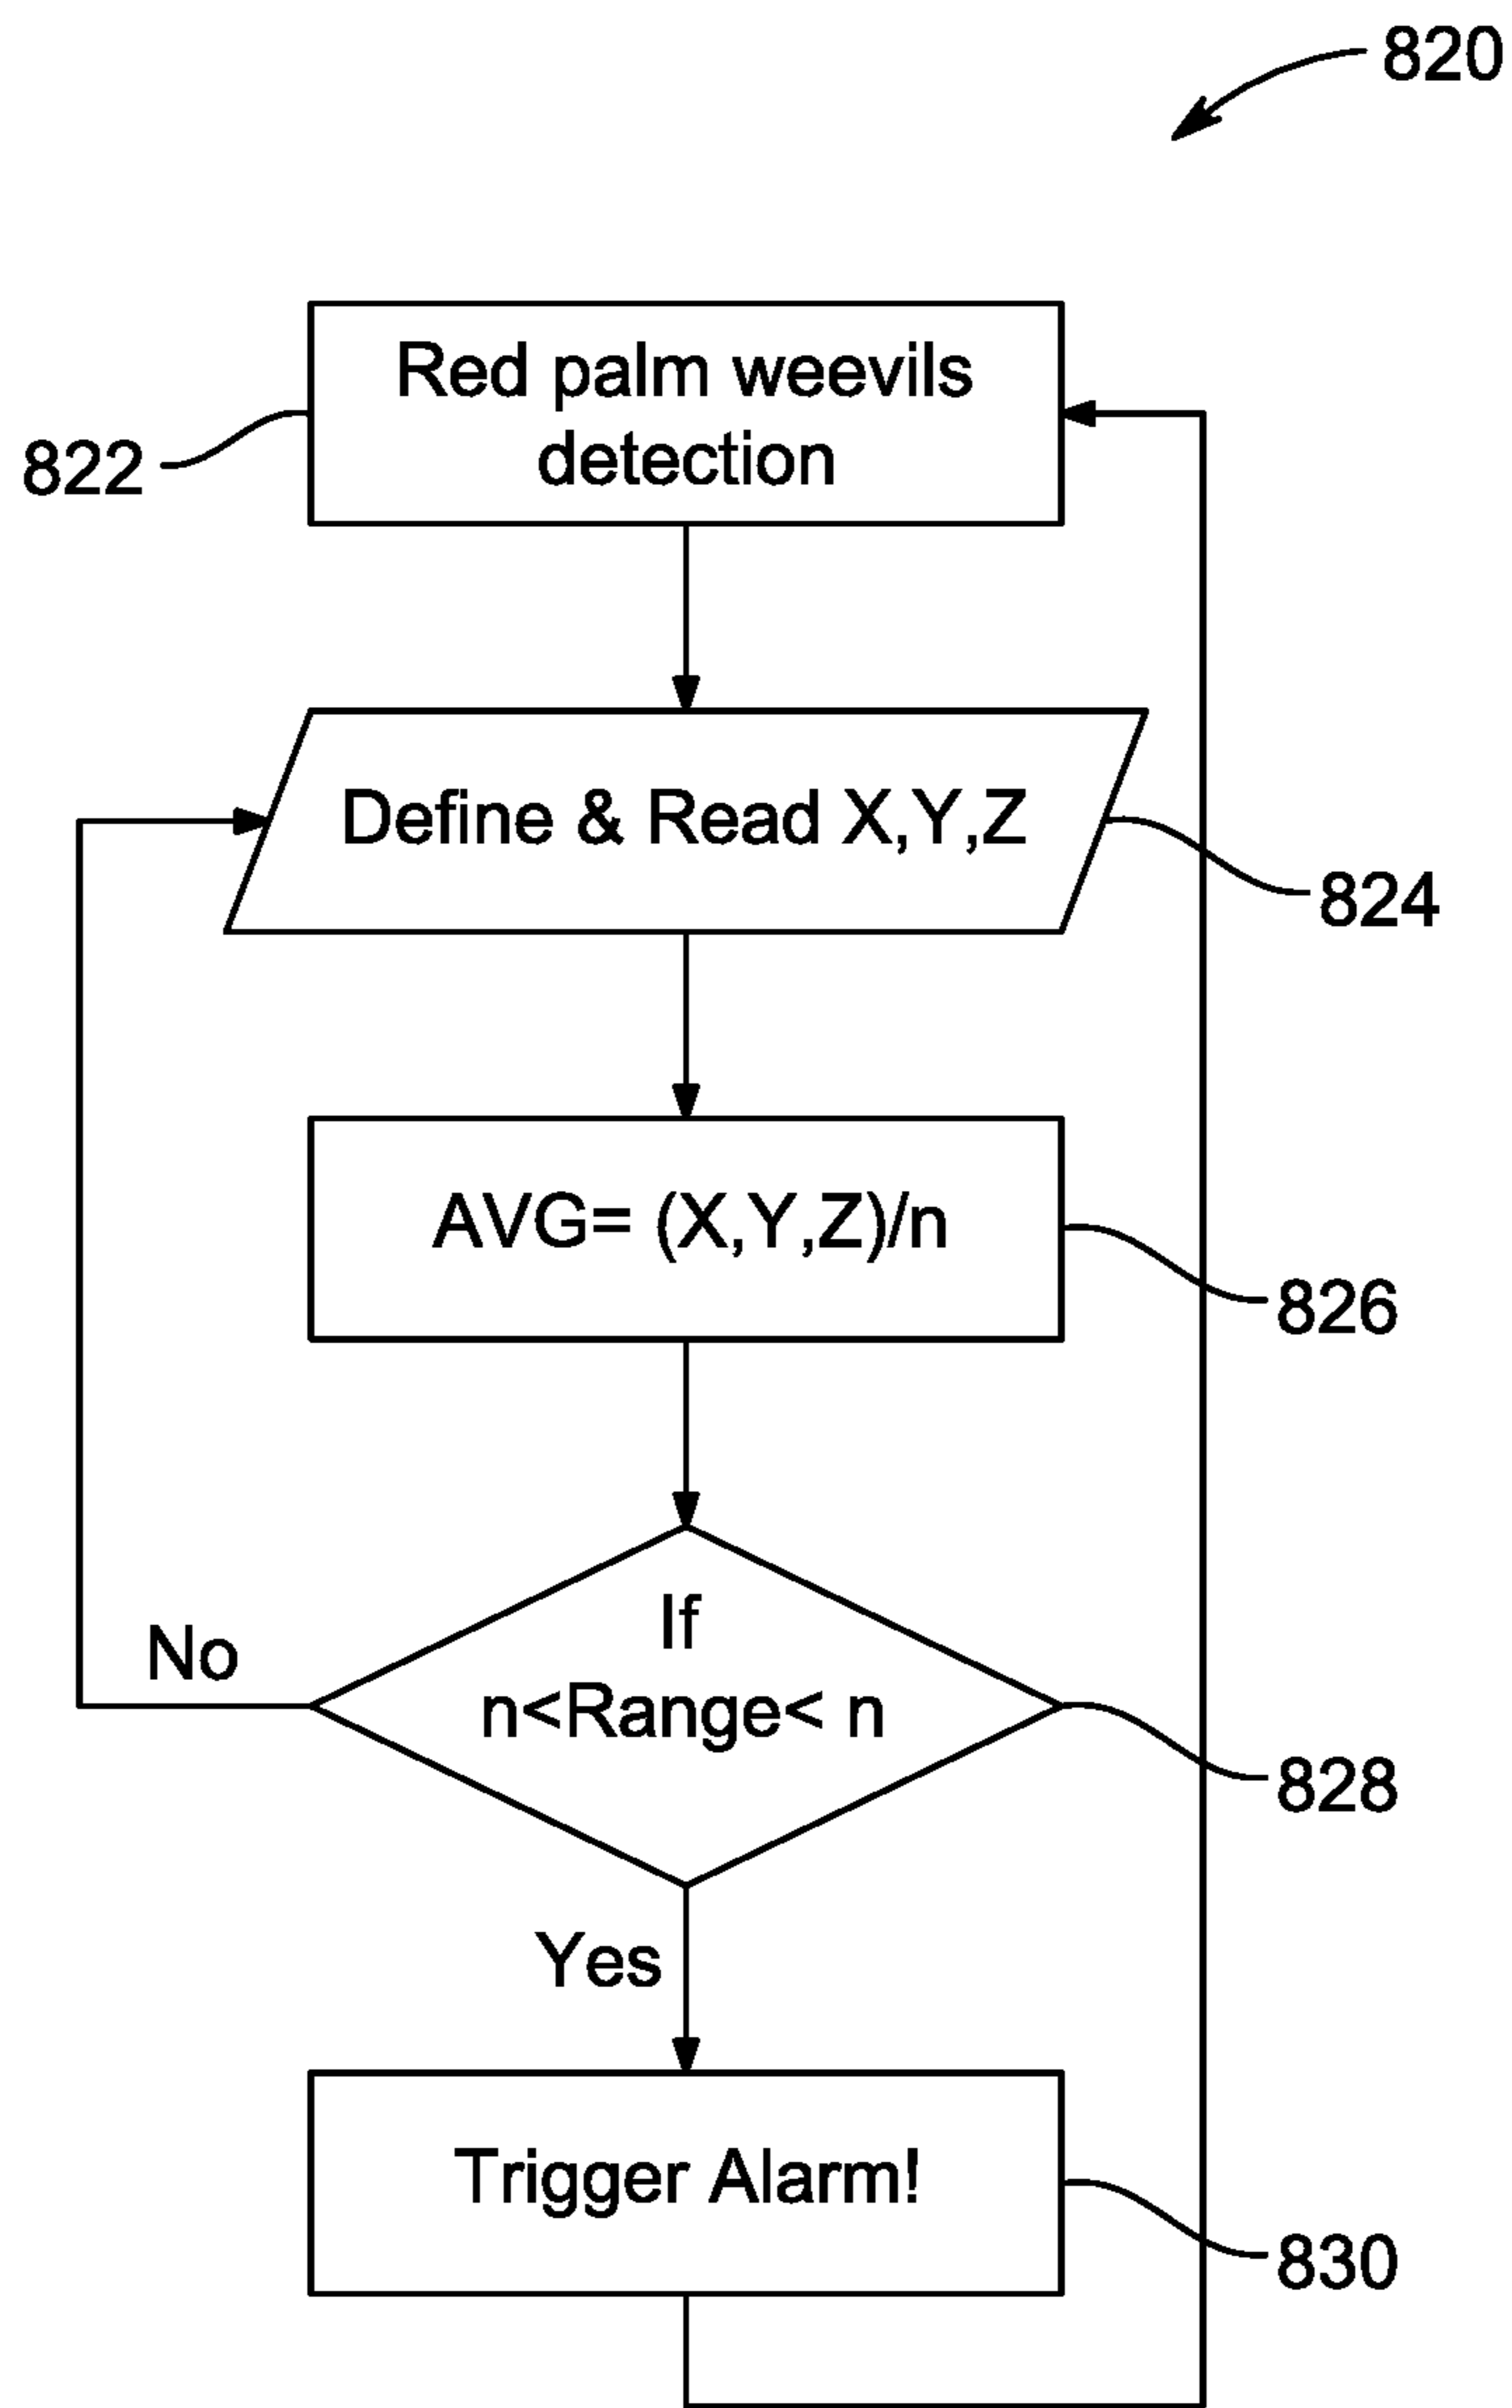 820
Red palm weevils
detection
822
Define & Read X,Y,Z
824
AVG= (X,Y,Z)/n
826
If
n<Range< n
No
828
Yes
Trigger Alarm!
830